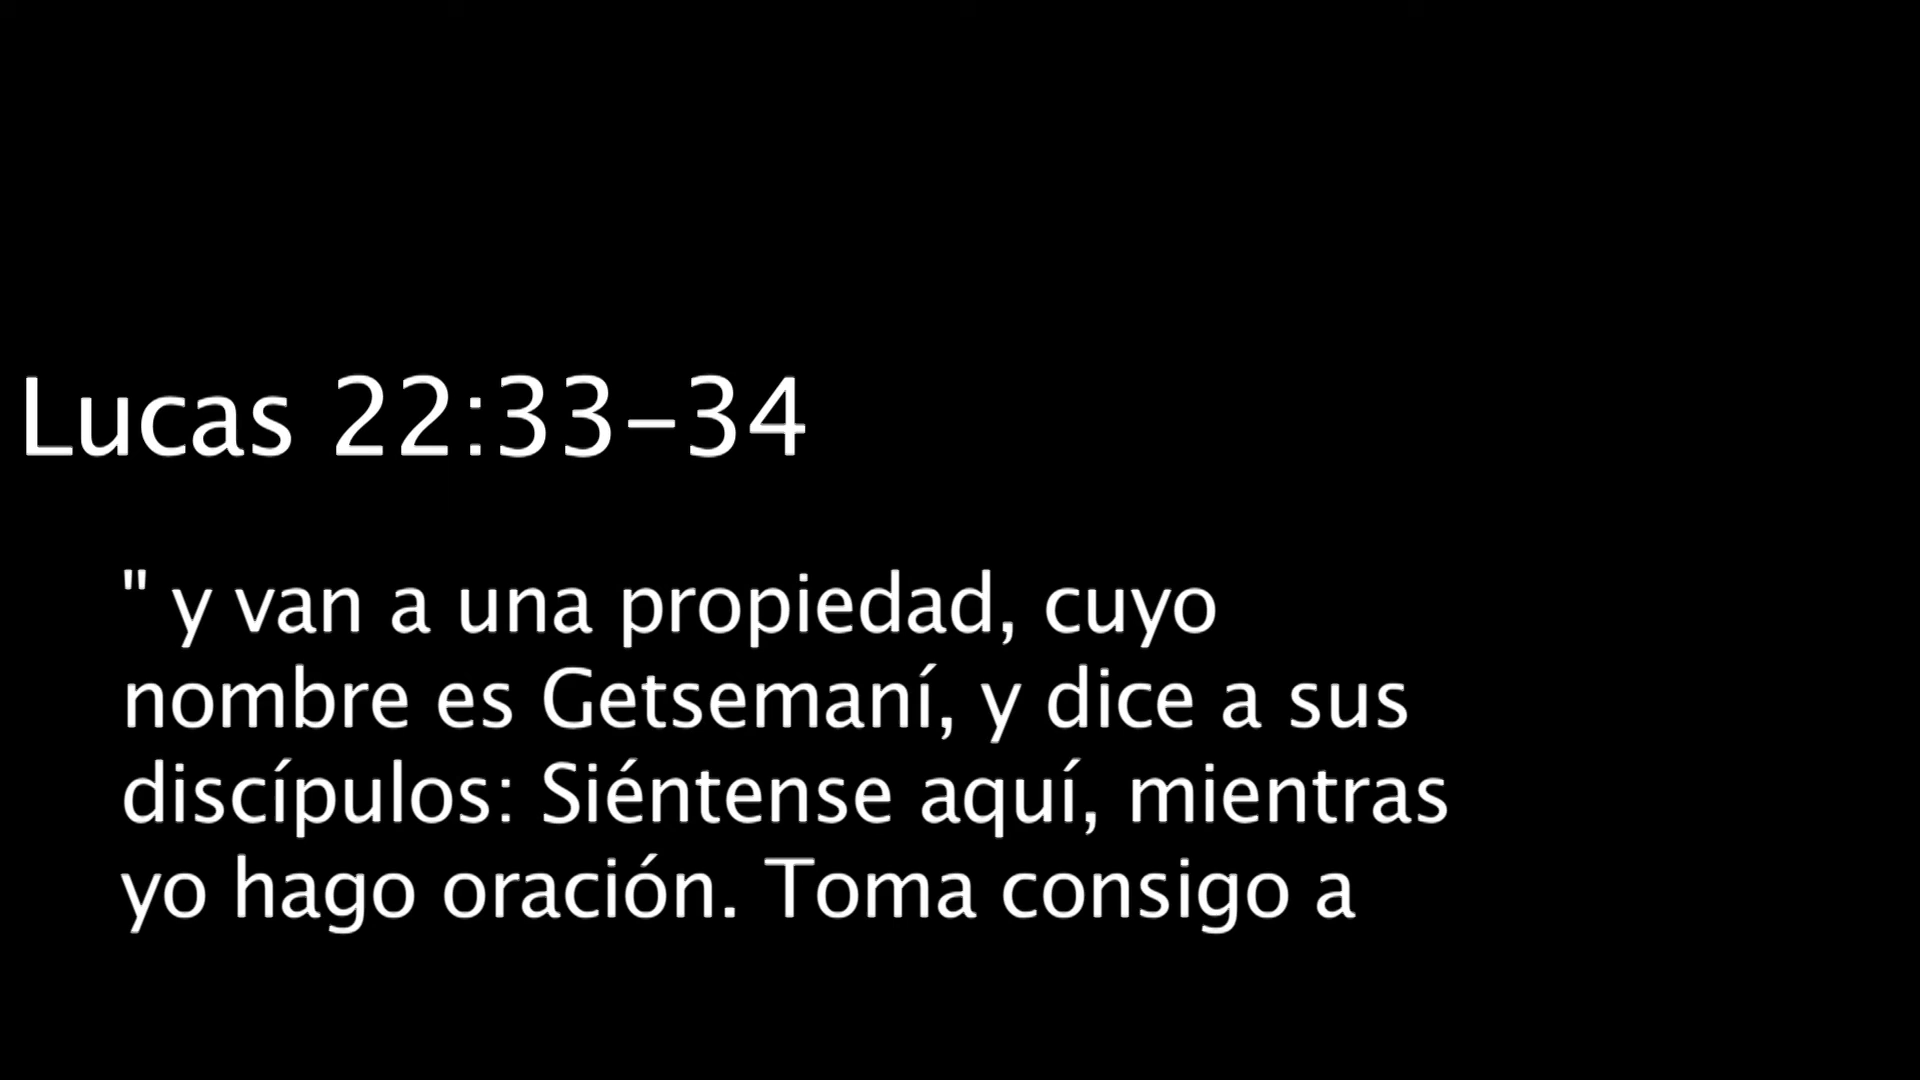 Lucas 22:33-34
" y van a una propiedad, cuyo
nombre es Getsemaní, y dice a sus
discípulos: Siéntense aquí, mientras
yo hago oración. Toma consigo a